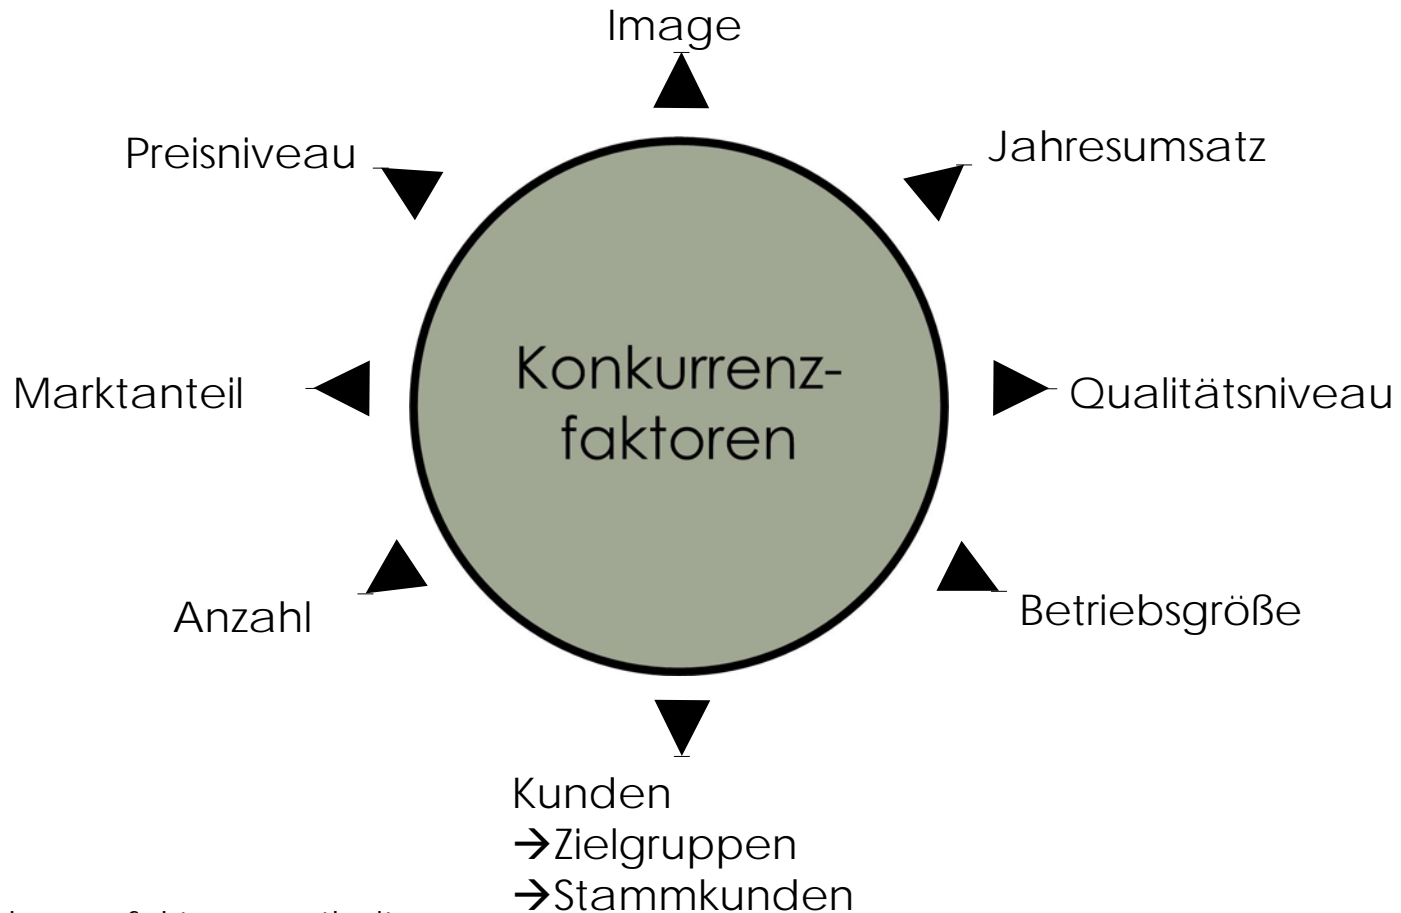 Image
Preisniveau
Jahresumsatz
Konkurrenz-
faktoren
Marktanteil
Qualitätsniveau
Anzahl
Betriebsgröße
Kunden
→Zielgruppen
→Stammkunden